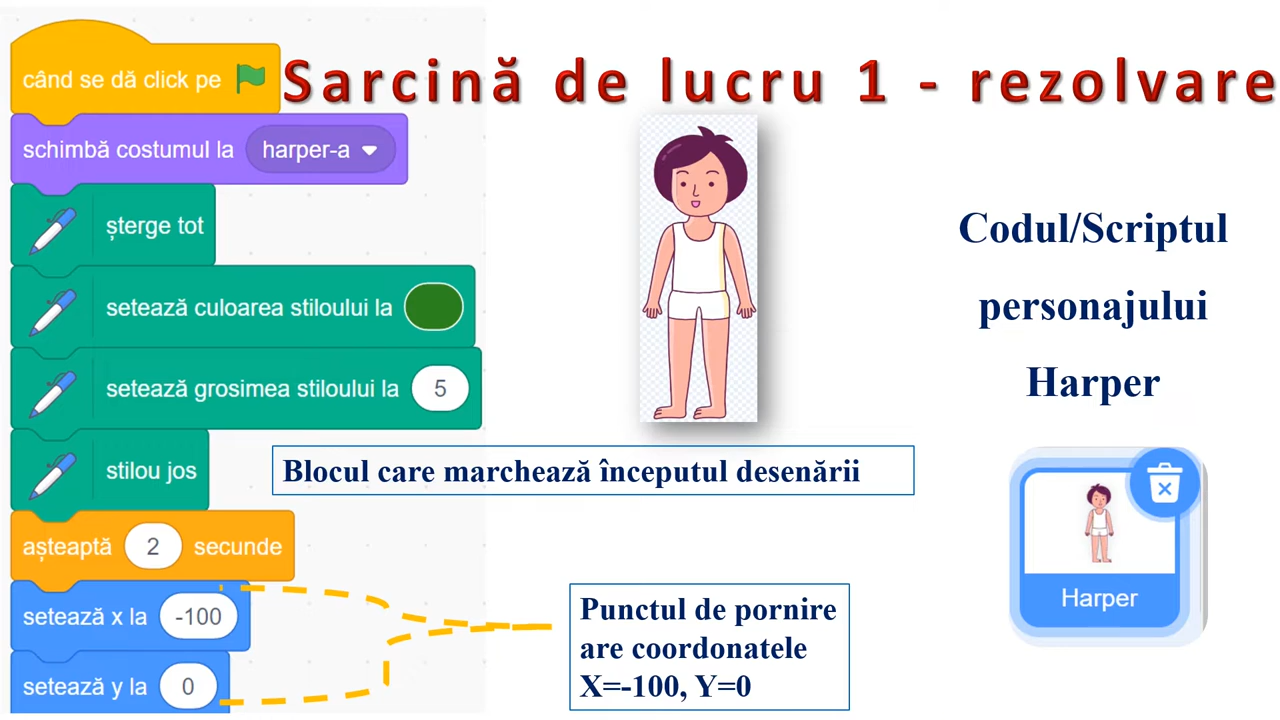 Sarcină de lucru 1 - rezolvare
când se dă click pe
schimbă costumul la harper-a
șterge tot
setează culoarea stiloului la
setează grosimea stiloului la 5
stilou jos
așteaptă 2 secunde
setează x la -100
setează y la 0
Blocul care marchează începutul desenării
Punctul de pornire
are coordonatele
X=-100, Y=0
Codul/Scriptul
personajului
Harper
Harper